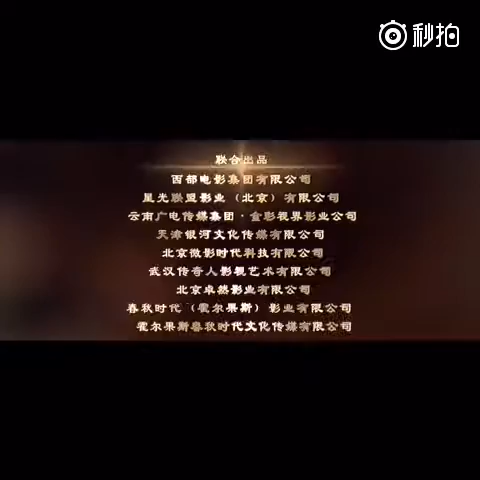 秒拍
联合出品
西部电影集团有限公司
星光联盟影业（北京）有限公司
云南广电传媒集团·金彩视界影业公司
天津银河文化传媒有限公司
北京微影时代科技有限公司
武汉传奇人影视艺术有限公司
北京卓然影业有限公司
春秋时代（霍尔果斯）影业有限公司
霍尔果斯春秋时代文化传媒有限公司